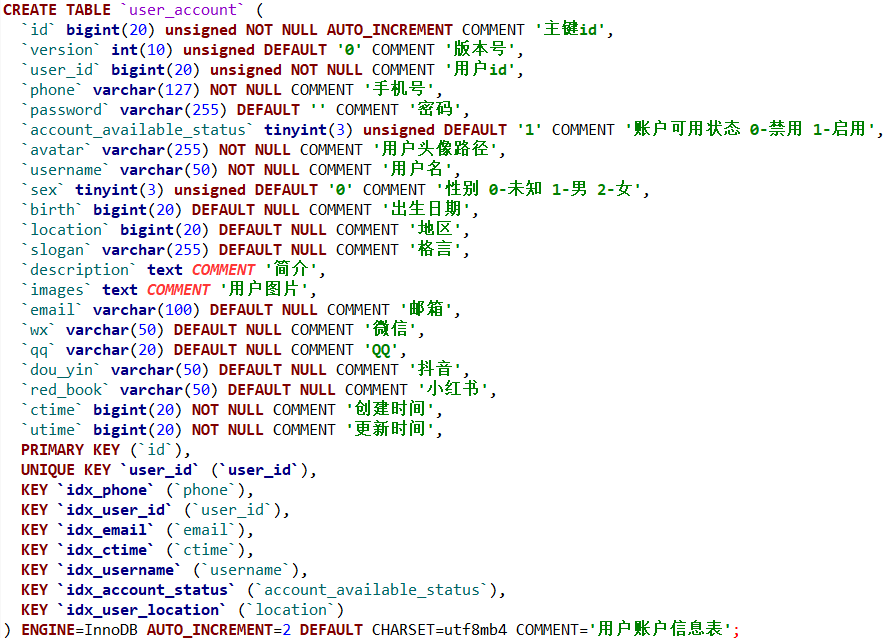 CREATE TABLE `user_account` (
`id` bigint(20) unsigned NOT NULL AUTO_INCREMENT COMMENT '主键id',
`version` int(10) unsigned DEFAULT '0' COMMENT '版本号',
`user_id` bigint(20) unsigned NOT NULL COMMENT '用户id',
`phone` varchar(127) NOT NULL COMMENT '手机号',
`password` varchar(255) DEFAULT '' COMMENT '密码',
`account_available_status` tinyint(3) unsigned DEFAULT '1' COMMENT '账户可用状态 0-禁用 1-启用',
`avatar` varchar(255) NOT NULL COMMENT '用户头像路径',
`username` varchar(50) NOT NULL COMMENT '用户名',
`sex` tinyint(3) unsigned DEFAULT '0' COMMENT '性别 0-未知 1-男 2-女',
`birth` bigint(20) DEFAULT NULL COMMENT '出生日期',
`location` bigint(20) DEFAULT NULL COMMENT '地区',
`slogan` varchar(255) DEFAULT NULL COMMENT '格言',
`description` text COMMENT '简介',
`images` text COMMENT '用户图片',
`email` varchar(100) DEFAULT NULL COMMENT '邮箱',
`wx` varchar(50) DEFAULT NULL COMMENT '微信',
`qq` varchar(20) DEFAULT NULL COMMENT 'QQ',
`dou_yin` varchar(50) DEFAULT NULL COMMENT '抖音',
`red_book` varchar(50) DEFAULT NULL COMMENT '小红书',
`ctime` bigint(20) NOT NULL COMMENT '创建时间',
`utime` bigint(20) NOT NULL COMMENT '更新时间',
PRIMARY KEY (`id`),
UNIQUE KEY `user_id` (`user_id`),
KEY `idx_phone` (`phone`),
KEY `idx_user_id` (`user_id`),
KEY `idx_email` (`email`),
KEY `idx_ctime` (`ctime`),
KEY `idx_username` (`username`),
KEY `idx_account_status` (`account_available_status`),
KEY `idx_user_location` (`location`)
) ENGINE=InnoDB AUTO_INCREMENT=2 DEFAULT CHARSET=utf8mb4 COMMENT='用户账户信息表';